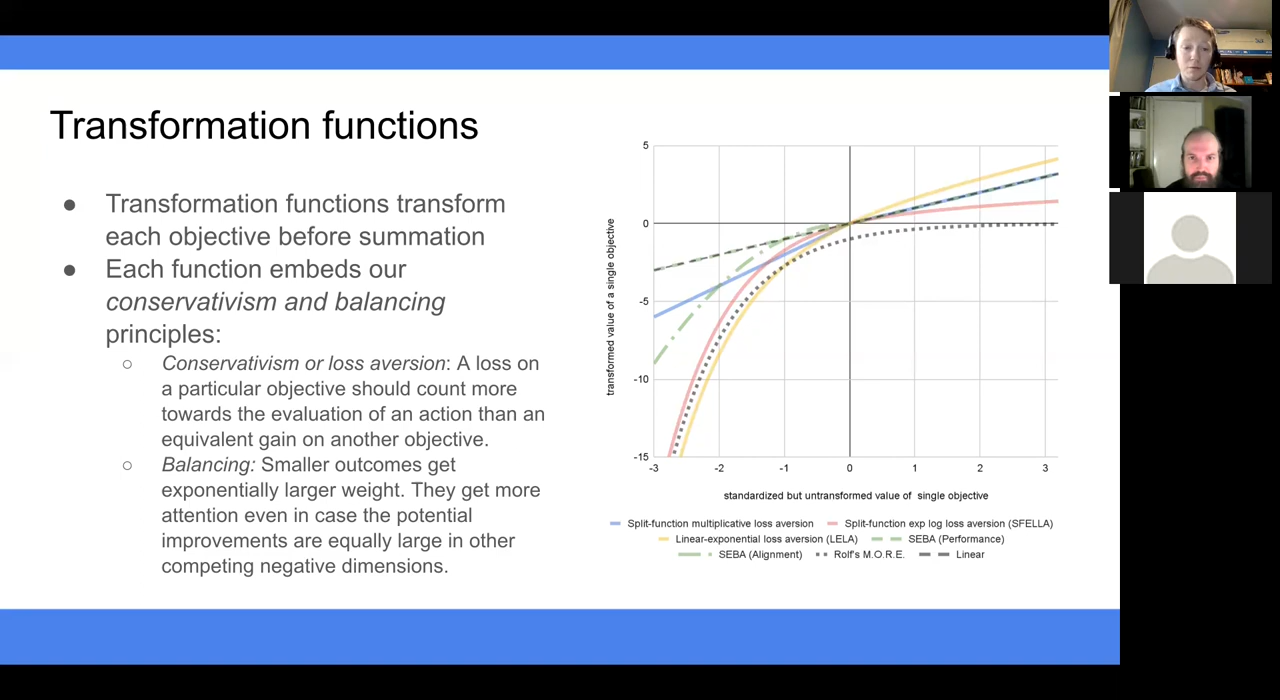 Transformation functions
● Transformation functions transform
each objective before summation
● Each function embeds our
conservativism and balancing
principles:
○ Conservativism or loss aversion: A loss on
a particular objective should count more
towards the evaluation of an action than an
equivalent gain on another objective.
○ Balancing: Smaller outcomes get
exponentially larger weight. They get more
attention even in case the potential
improvements are equally large in other
competing negative dimensions.
transformed value of a single objective
5
0
-5
-10
-15
-3 -2 -1 0 1 2 3
standardized but untransformed value of single objective
Split-function multiplicative loss aversion Split-function exp log loss aversion (SFELLA)
Linear-exponential loss aversion (LELA) SEBA (Performance)
SEBA (Alignment) Rolf's M.O.R.E. Linear